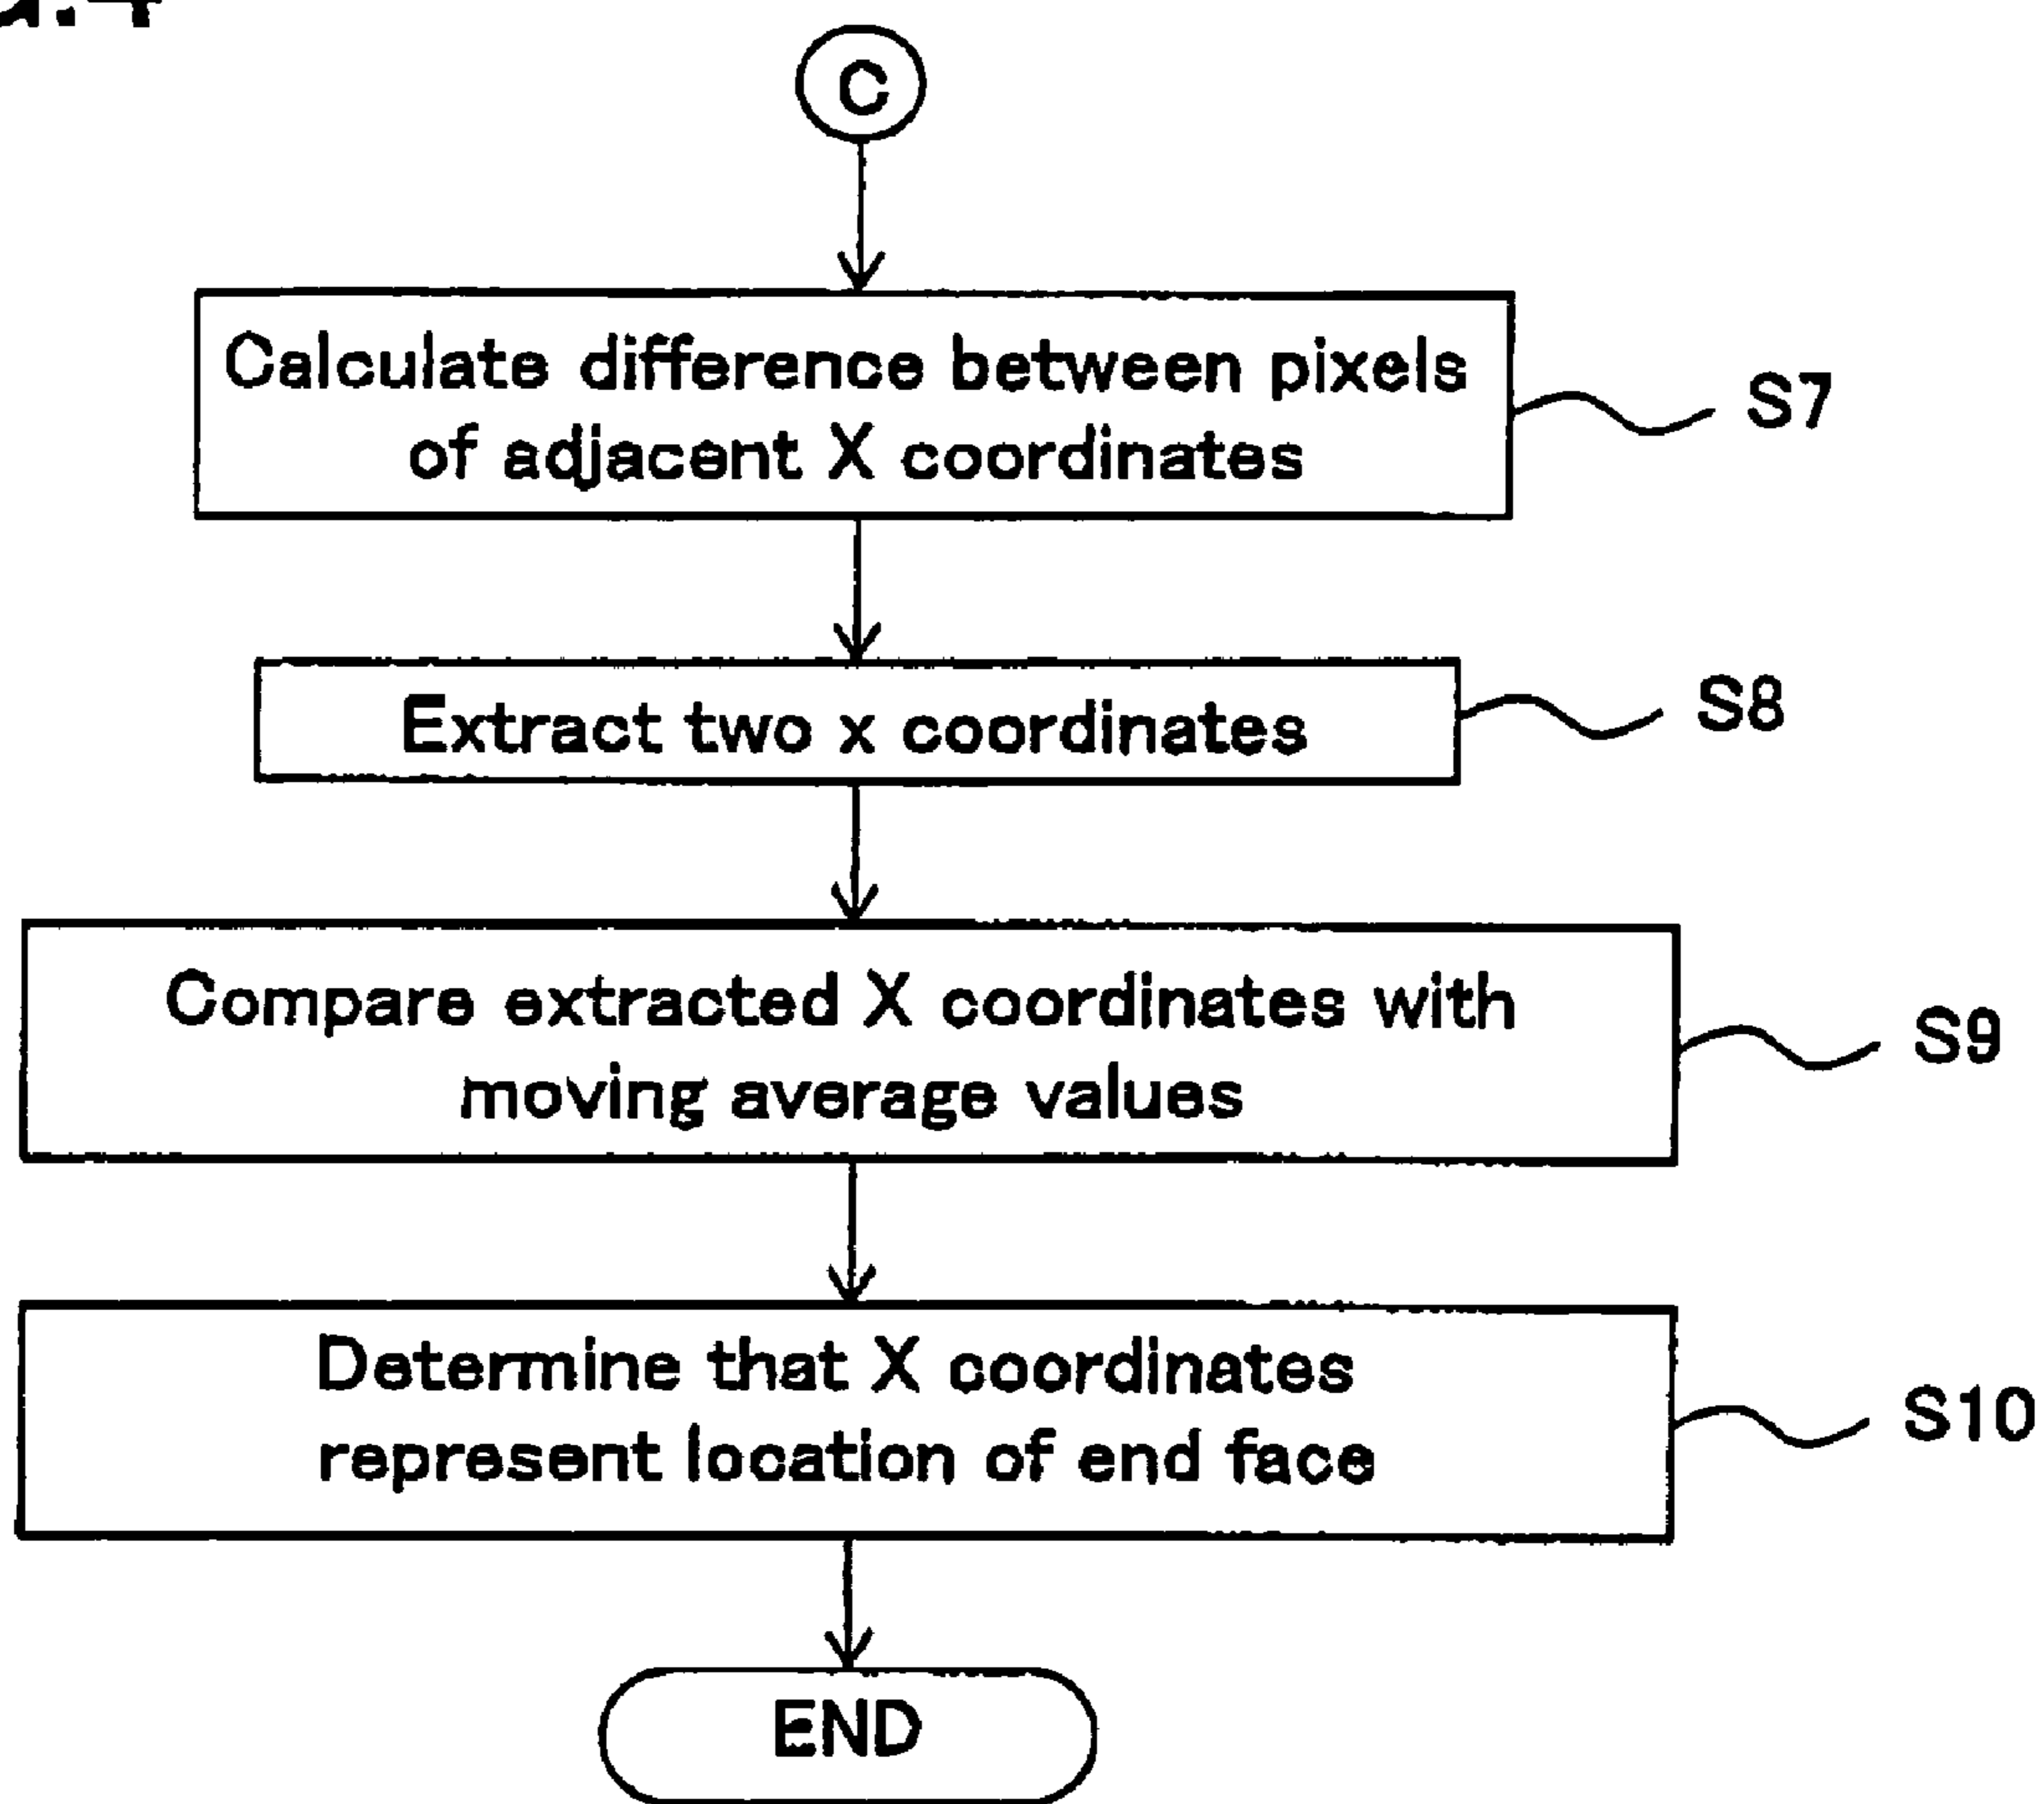 C
Calculate difference between pixels
of adjacent X coordinates
S7
Extract two x coordinates
S8
Compare extracted X coordinates with
moving average values
S9
Determine that X coordinates
represent location of end face
S10
END